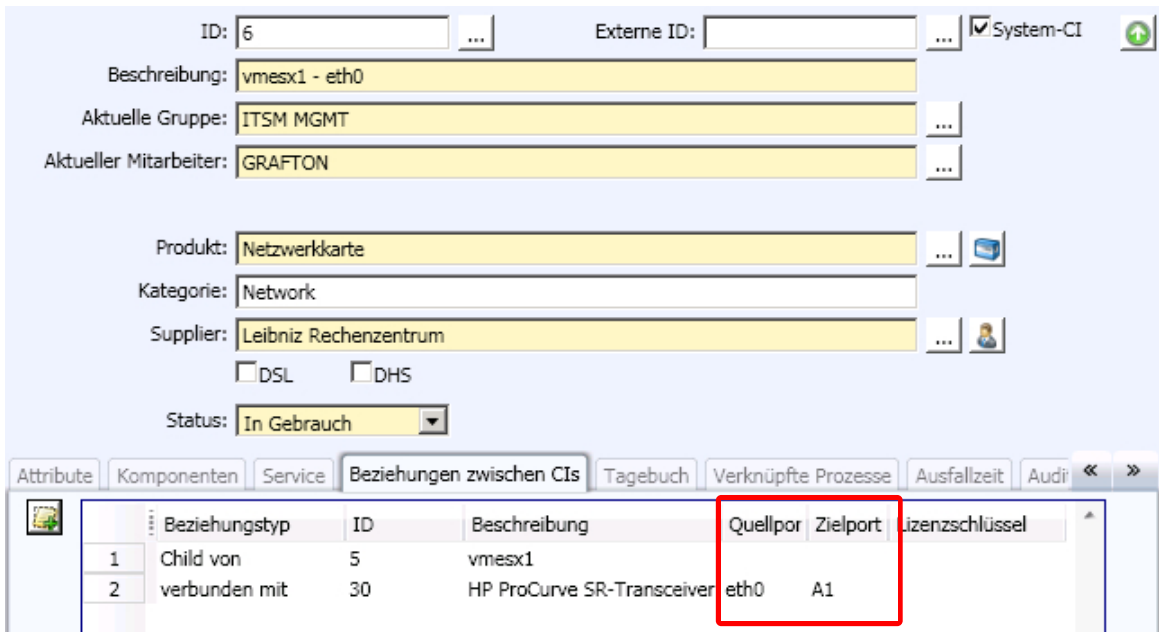 ID: 6 ... Externe ID: ... System-CI
Beschreibung: vmesx1 - eth0
Aktuelle Gruppe: ITSM MGMT ...
Aktueller Mitarbeiter: GRAFTON ...
Produkt: Netzwerkkarte ...
Kategorie: Network
Supplier: Leibniz Rechenzentrum ...
DSL DHS
Status: In Gebrauch
Attribute Komponenten Service Beziehungen zwischen CIs Tagebuch Verknüpfte Prozesse Ausfallzeit Audi « »
Beziehungstyp ID Beschreibung Quellpor Zielport Lizenzschlüssel
1 Child von 5 vmesx1
2 verbunden mit 30 HP ProCurve SR-Transceiver eth0 A1